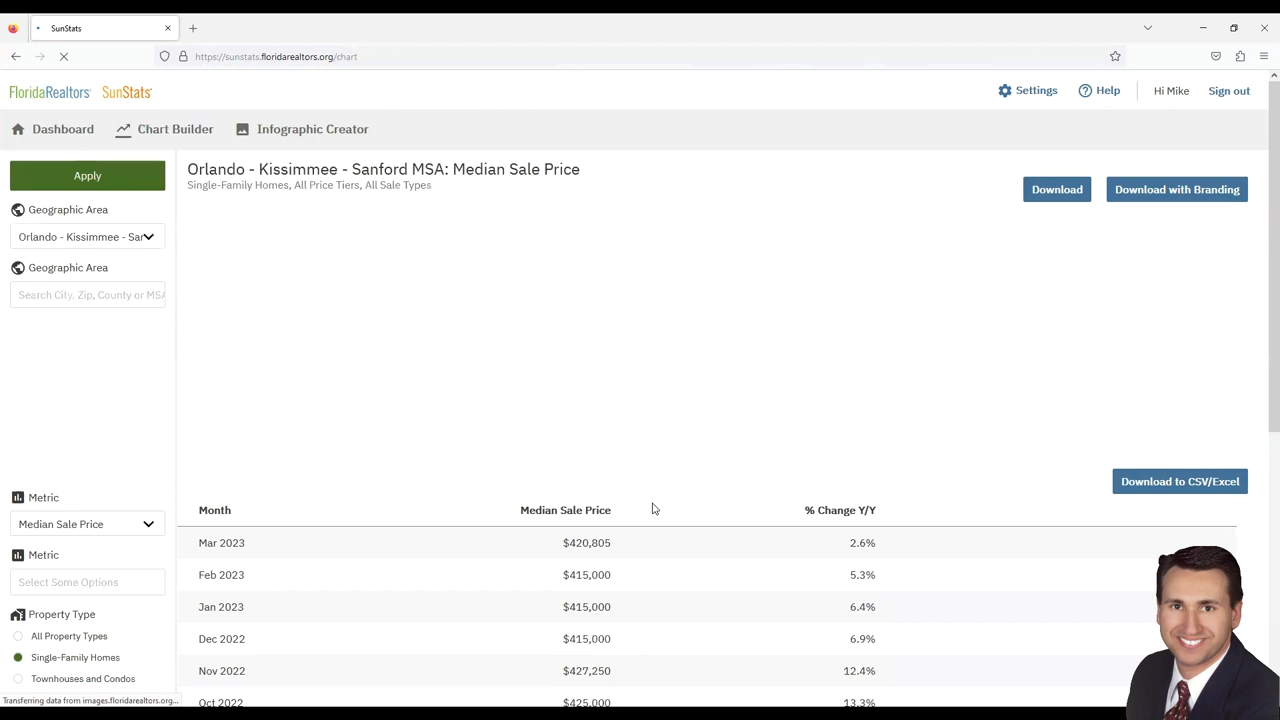 SunStats
https://sunstats.floridarealtors.org/chart
FloridaRealtors SunStats
Settings
Help
Hi Mike
Sign out
Dashboard
Chart Builder
Infographic Creator
Apply
Geographic Area
Orlando - Kissimmee - Sar
Geographic Area
Search City, Zip, County or MSA
Metric
Median Sale Price
Metric
Select Some Options
Property Type
All Property Types
Single-Family Homes
Townhouses and Condos
Transferring data from images.floridarealtors.org...
Orlando - Kissimmee - Sanford MSA: Median Sale Price
Single-Family Homes, All Price Tiers, All Sale Types
Download
Download with Branding
Download to CSV/Excel
Month Median Sale Price % Change Y/Y
Mar 2023 $420,805 2.6%
Feb 2023 $415,000 5.3%
Jan 2023 $415,000 6.4%
Dec 2022 $415,000 6.9%
Nov 2022 $427,250 12.4%
Oct 2022 $425,000 13.3%